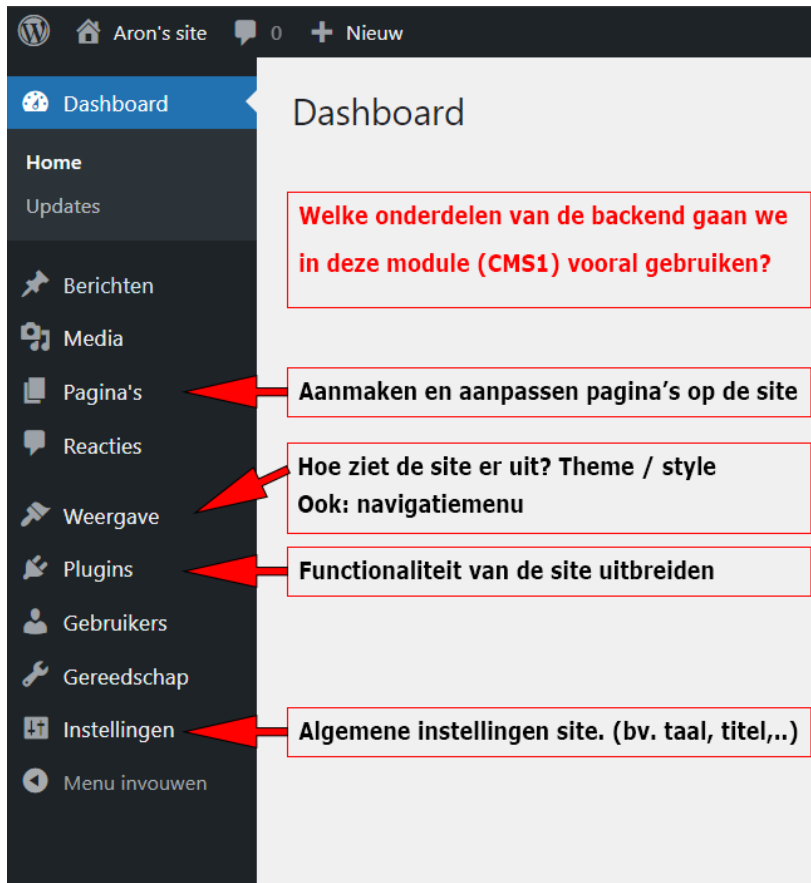 Aron's site 0 Nieuw
Dashboard
Dashboard
Home
Updates
Welke onderdelen van de backend gaan we
in deze module (CMS1) vooral gebruiken?
Berichten
Media
Pagina's
Aanmaken en aanpassen pagina’s op de site
Reacties
Hoe ziet de site er uit? Theme / style
Ook: navigatiemenu
Weergave
Plugins
Functionaliteit van de site uitbreiden
Gebruikers
Gereedschap
Instellingen
Algemene instellingen site. (bv. taal, titel,..)
Menu invouwen